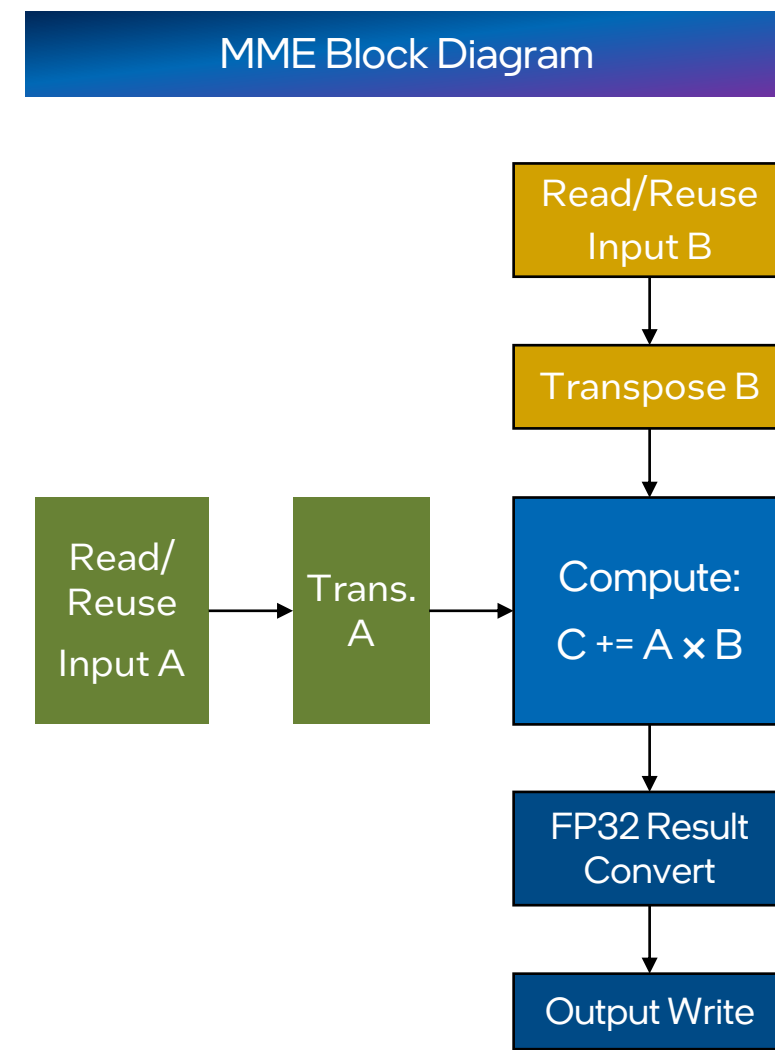 MME Block Diagram
Read/Reuse
Input B
Transpose B
Read/
Reuse
Input A
Trans.
A
Compute:
C += A × B
FP32 Result
Convert
Output Write